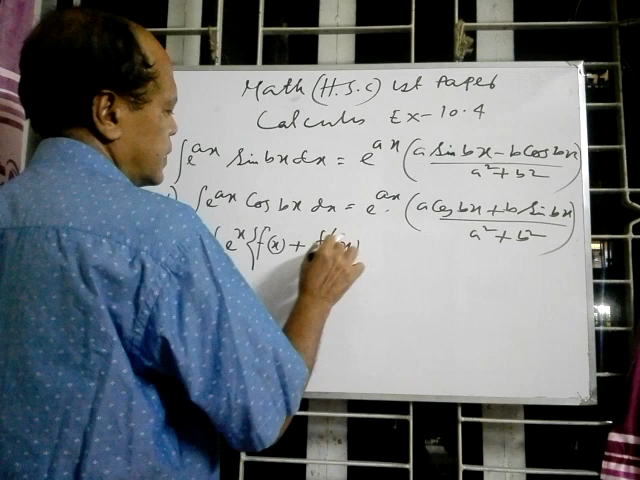 Math (H.S.C) 1st Paper
Calculus Ex-10.4
∫e^ax Sin bx dx = e^ax (a Sin bx - b Cos bx / a² + b²)
) ∫e^ax Cos bx dx = e^ax. (a Cos bx + b Sin bx / a² + b²)
∫e^x {f(x) + f'(x)